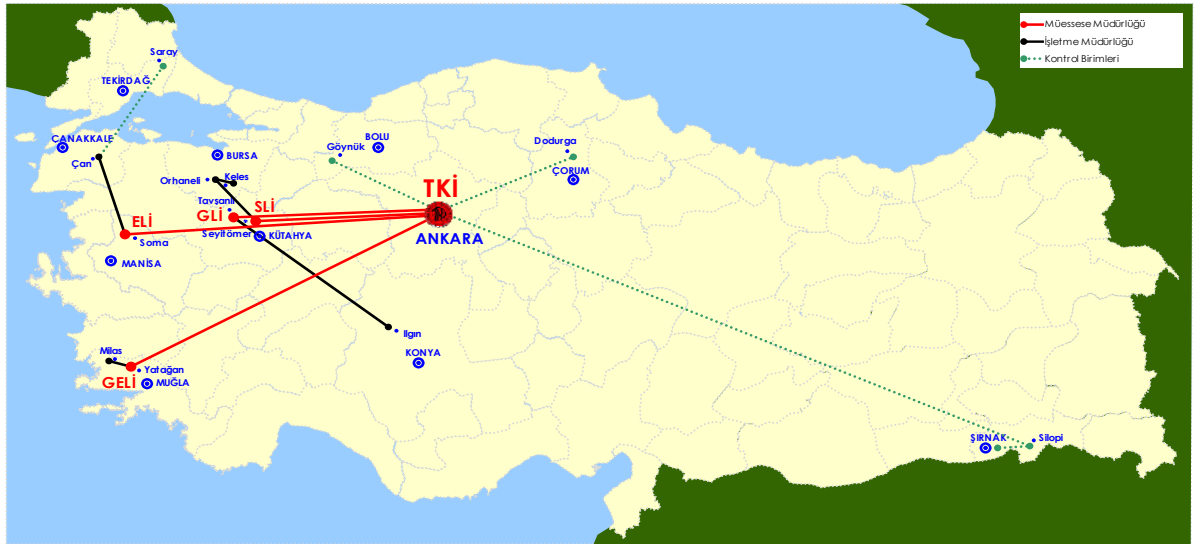 Müessese Müdürlüğü
İşletme Müdürlüğü
Kontrol Birimleri
Saray
TEKİRDAĞ
ÇANAKKALE
Çan
BURSA
BOLU
Göynük
Dodurga
ÇORUM
Orhaneli
Keles
Tavşanlı
GLİ
SLİ
TKİ
ANKARA
Seyitömer
KÜTAHYA
ELİ
Soma
MANİSA
Ilgın
KONYA
Milas
Yatağan
GELİ
MUĞLA
ŞIRNAK
Silopi